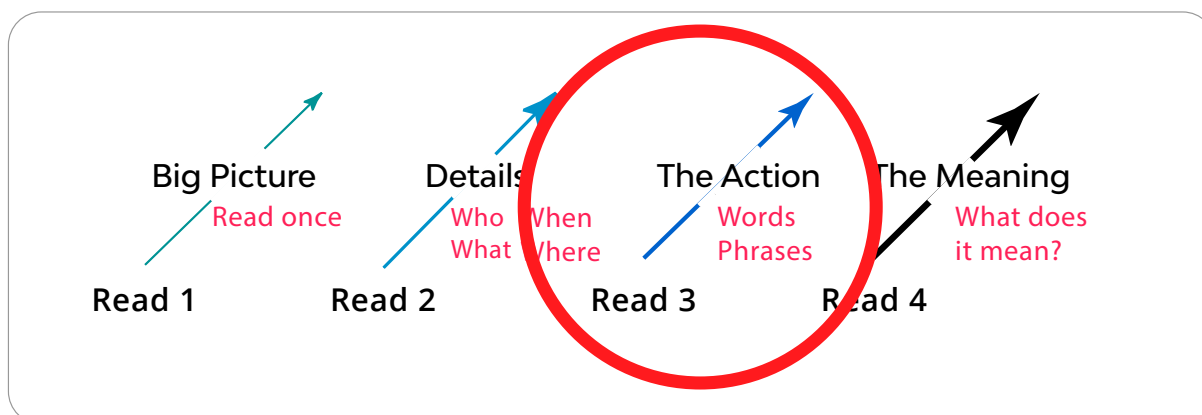 Big Picture
Read once
Read 1
Details
Who When
What Where
Read 2
The Action
Words
Phrases
Read 3
The Meaning
What does
it mean?
Read 4